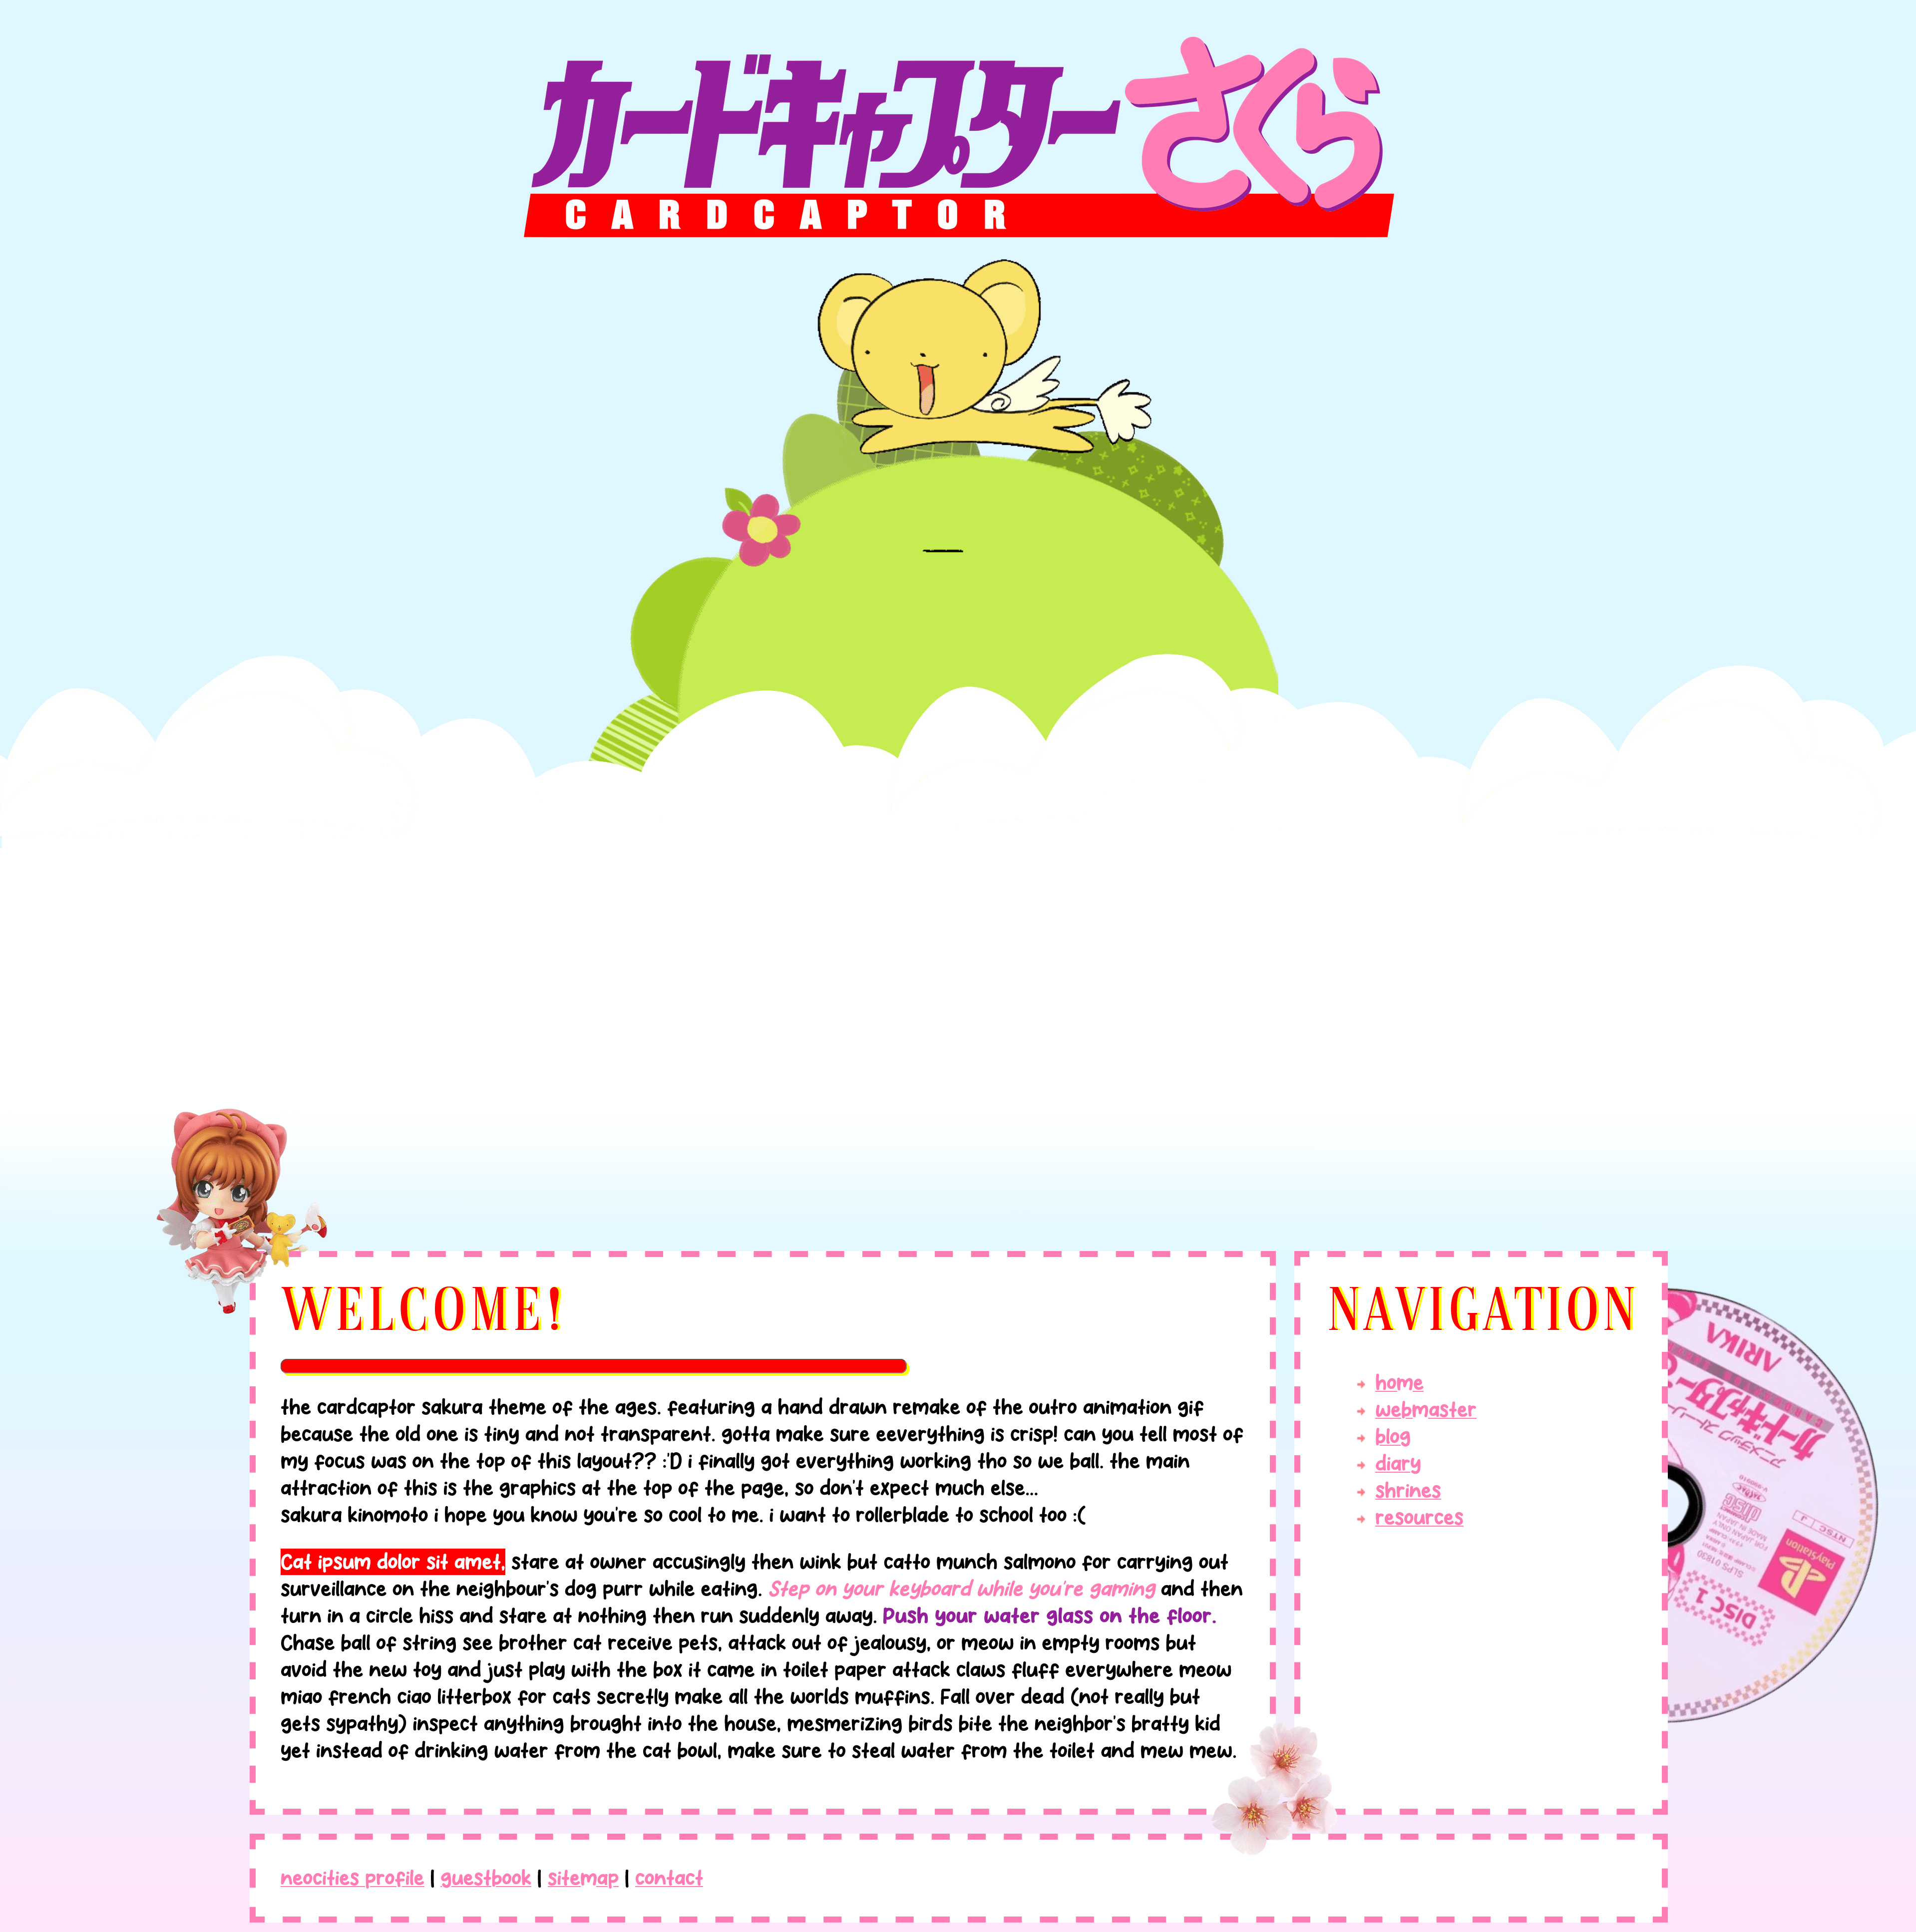 カードキャプターさくら
CARDCAPTOR
WELCOME!
NAVIGATION
the cardcaptor sakura theme of the ages. featuring a hand drawn remake of the outro animation gif
because the old one is tiny and not transparent. gotta make sure eeverything is crisp! can you tell most of
my focus was on the top of this layout?? :'D i finally got everything working tho so we ball. the main
attraction of this is the graphics at the top of the page, so don't expect much else...
sakura kinomoto i hope you know you're so cool to me. i want to rollerblade to school too :(
Cat ipsum dolor sit amet, stare at owner accusingly then wink but catto munch salmono for carrying out
surveillance on the neighbour's dog purr while eating. Step on your keyboard while you're gaming and then
turn in a circle hiss and stare at nothing then run suddenly away. Push your water glass on the floor.
Chase ball of string see brother cat receive pets, attack out of jealousy, or meow in empty rooms but
avoid the new toy and just play with the box it came in toilet paper attack claws fluff everywhere meow
miao french ciao litterbox for cats secretly make all the worlds muffins. Fall over dead (not really but
gets sypathy) inspect anything brought into the house, mesmerizing birds bite the neighbor's bratty kid
yet instead of drinking water from the cat bowl, make sure to steal water from the toilet and mew mew.
home
webmaster
blog
diary
shrines
resources
ARIKA
カードキャプター
NTSC J
PlayStation
DISC 1
neocities profile | guestbook | sitemap | contact